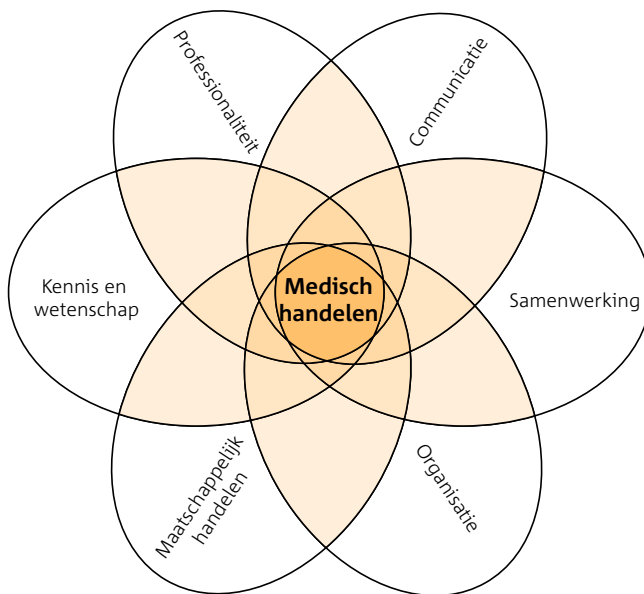 Professionaliteit
Communicatie
Kennis en
wetenschap
Medisch
handelen
Samenwerking
Maatschappelijk
handelen
Organisatie